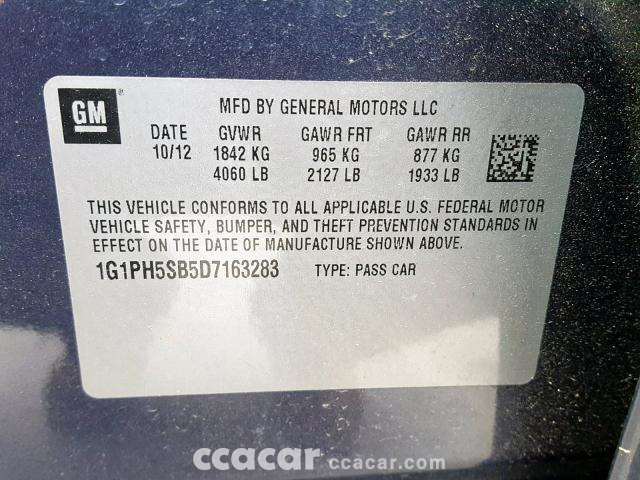 GM
MFD BY GENERAL MOTORS LLC
DATE GVWR GAWR FRT GAWR RR
10/12 1842 KG 965 KG 877 KG
4060 LB 2127 LB 1933 LB
THIS VEHICLE CONFORMS TO ALL APPLICABLE U.S. FEDERAL MOTOR
VEHICLE SAFETY, BUMPER, AND THEFT PREVENTION STANDARDS IN
EFFECT ON THE DATE OF MANUFACTURE SHOWN ABOVE.
1G1PH5SB5D7163283 TYPE: PASS CAR
ccacar ccacar.com